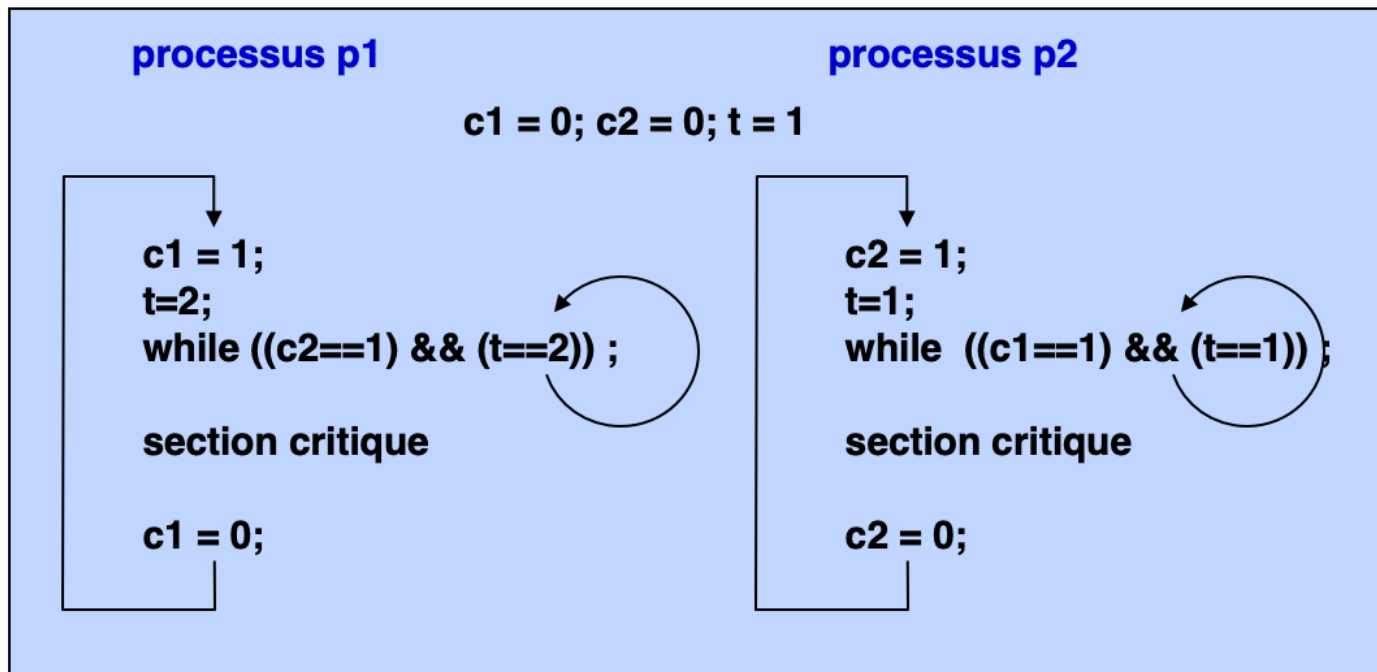 processus p1
processus p2
c1 = 0; c2 = 0; t = 1
c1 = 1;
t=2;
while ((c2==1) && (t==2)) ;
section critique
c1 = 0;
c2 = 1;
t=1;
while  ((c1==1) && (t==1)) ;
section critique
c2 = 0;